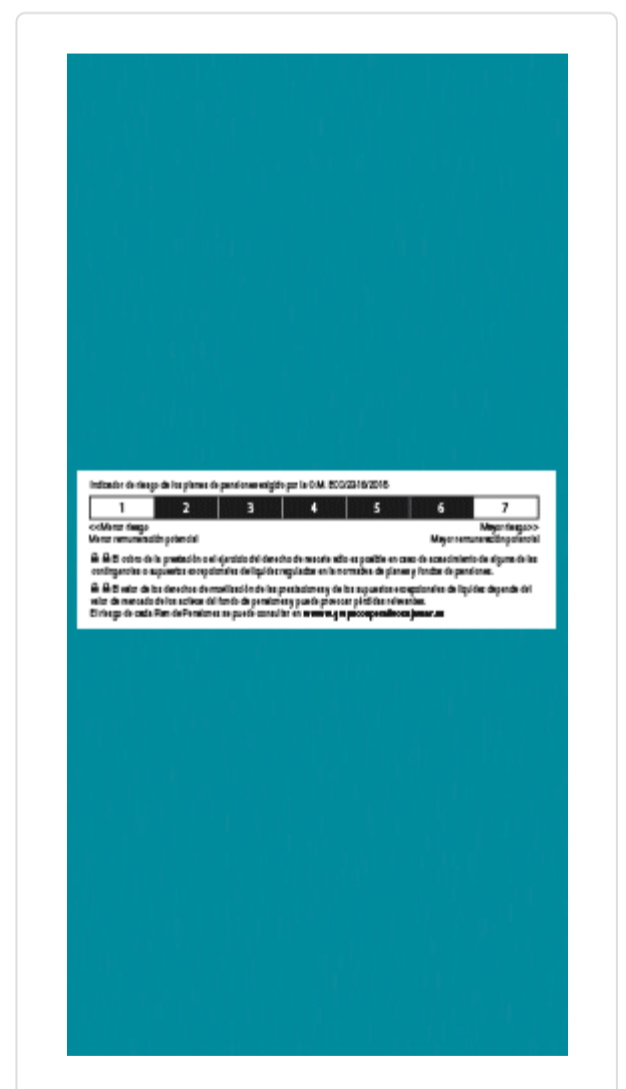 Indicador de riesgo de los planes de pensiones exigido por la O.M. ECC/2316/2015
1 2 3 4 5 6 7
<<Menor riesgo Mayor riesgo>>
Menor remuneración potencial Mayor remuneración potencial
El cobro de la prestación o el ejercicio del derecho de rescate sólo es posible en caso de acaecimiento de alguna de las
contingencias o supuestos excepcionales de liquidez regulados en la normativa de planes y fondos de pensiones.
El valor de los derechos de movilización de las prestaciones y de los supuestos excepcionales de liquidez depende del
valor de mercado de los activos del fondo de pensiones y puede provocar pérdidas relevantes.
El riesgo de cada Plan de Pensiones se puede consultar en